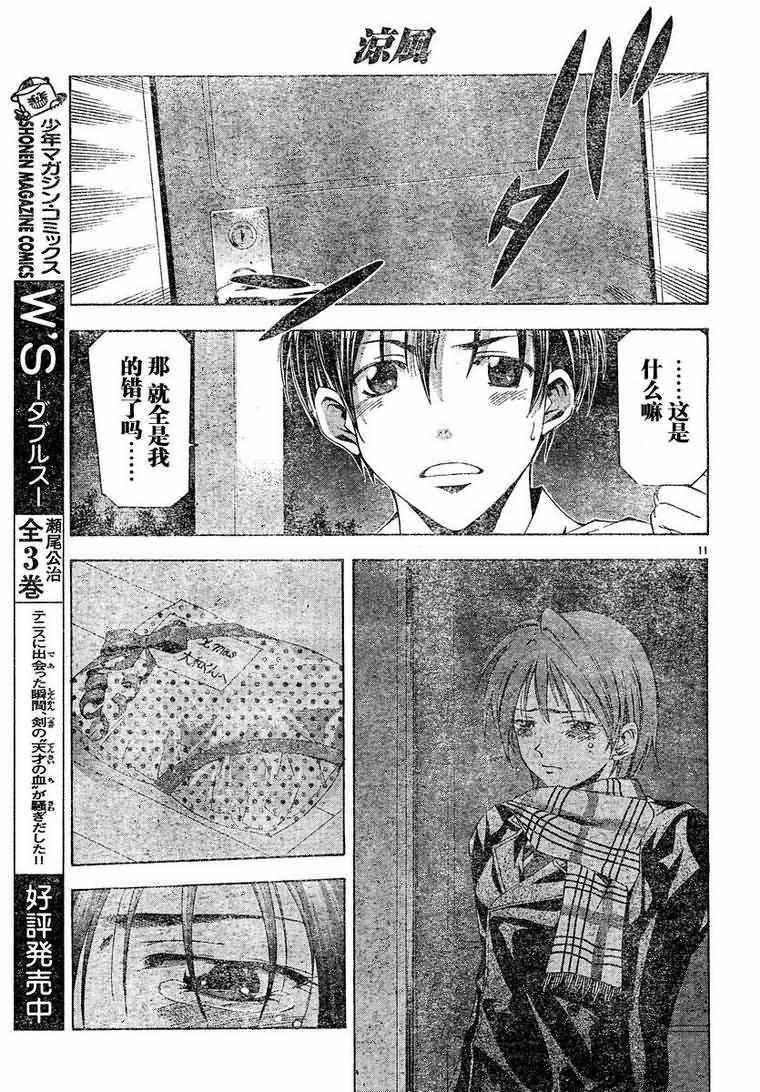 涼風
ダ
……这是
什么嘛
那 就全是我
的错了吗……
11
X'mas
大和くんへ
少年マガジン・コミックス
SHONEN MAGAZINE COMICS
W'S
ーダブルスー
瀬尾公治
全3巻
テニスに出会った瞬間、剣の“天才の血”が騒ぎだした!!
好評発売中